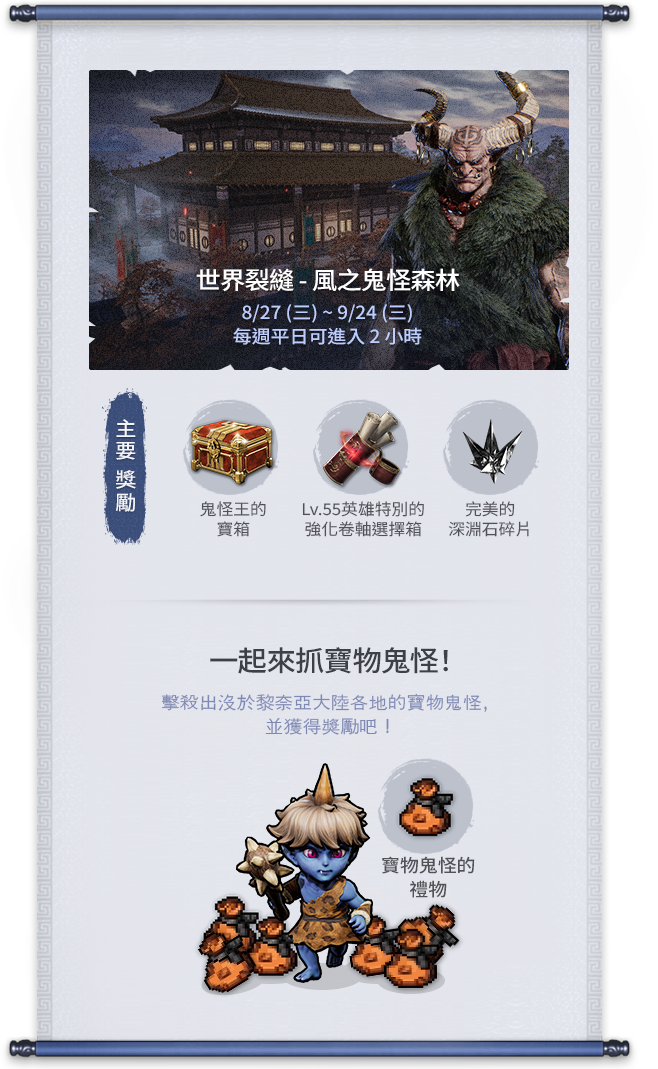 世界裂縫 - 風之鬼怪森林
8/27 (三) ~ 9/24 (三)
每週平日可進入 2 小時
主要 獎勵
鬼怪王的
寶箱
Lv.55英雄特別的
強化卷軸選擇箱
完美的
深淵石碎片
一起來抓寶物鬼怪!
擊殺出沒於黎奈亞大陸各地的寶物鬼怪,
並獲得獎勵吧!
寶物鬼怪的
禮物